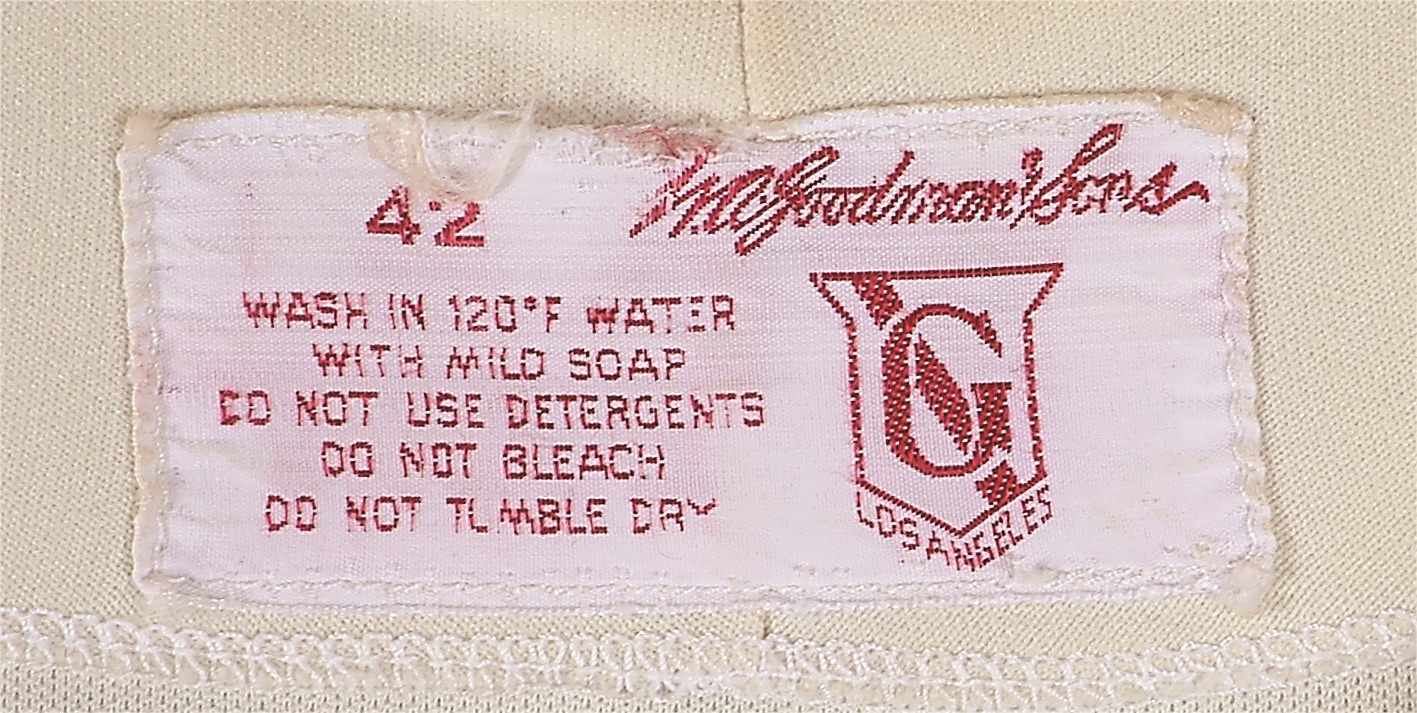 42
W.A. Goodman & Sons
WASH IN 120°F WATER
WITH MILD SOAP
DO NOT USE DETERGENTS
DO NOT BLEACH
DO NOT TUMBLE DRY
G
LOS ANGELES